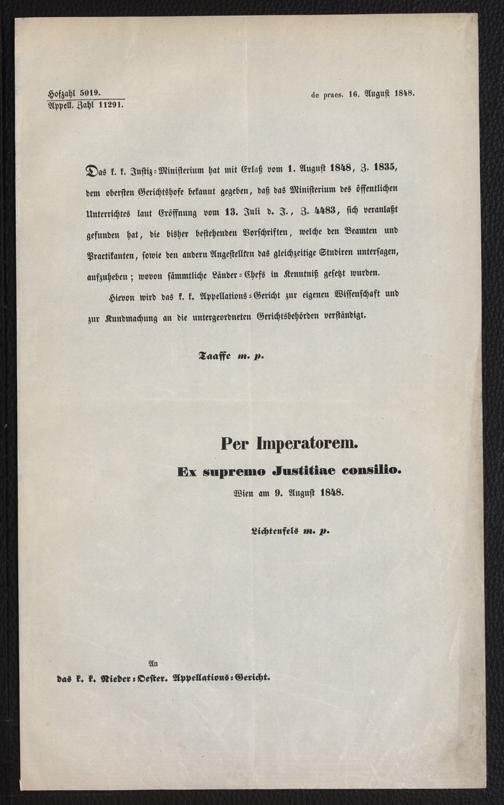 Hofzahl 5019.
Appell. Zahl 11291.
de praes. 16. August 1848.
Das k. k. Justiz=Ministerium hat mit Erlaß vom 1. August 1848, Z. 1835,
dem obersten Gerichtshofe bekannt gegeben, daß das Ministerium des öffentlichen
Unterrichtes laut Eröffnung vom 13. Juli d. J., Z. 4483, sich veranlaßt
gefunden hat, die bisher bestehenden Vorschriften, welche den Beamten und
Practikanten, sowie den andern Angestellten das gleichzeitige Studiren untersagen,
aufzuheben; wovon sämmtliche Länder=Chefs in Kenntniß gesetzt wurden.
Hievon wird das k. k. Appellations=Gericht zur eigenen Wissenschaft und
zur Kundmachung an die untergeordneten Gerichtsbehörden verständigt.
Taaffe m. p.
Per Imperatorem.
Ex supremo Justitiae consilio.
Wien am 9. August 1848.
Lichtenfels m. p.
An
das k. k. Nieder=Oester. Appellations=Gericht.